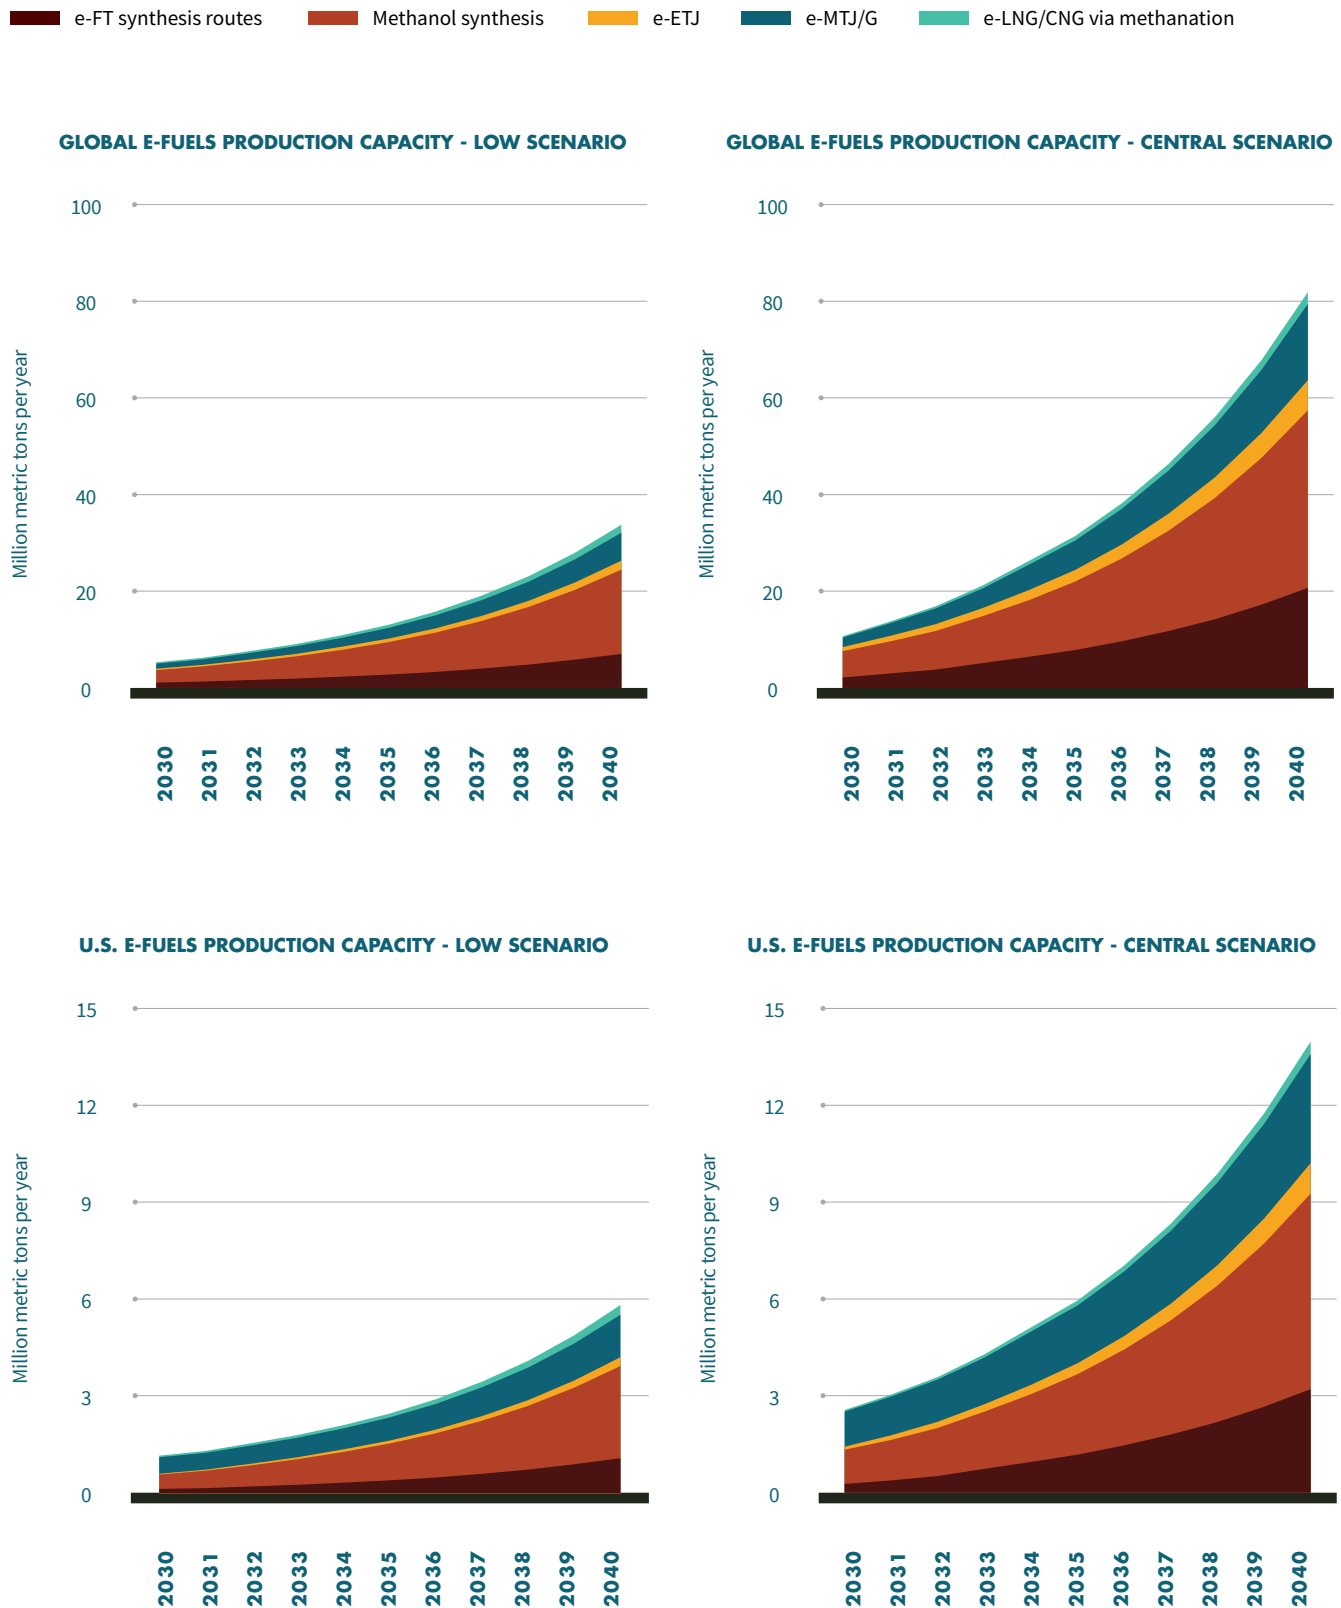 e-FT synthesis routes Methanol synthesis e-ETJ e-MTJ/G e-LNG/CNG via methanation
GLOBAL E-FUELS PRODUCTION CAPACITY - LOW SCENARIO
Million metric tons per year
100
80
60
40
20
0
2030 2031 2032 2033 2034 2035 2036 2037 2038 2039 2040
GLOBAL E-FUELS PRODUCTION CAPACITY - CENTRAL SCENARIO
Million metric tons per year
100
80
60
40
20
0
2030 2031 2032 2033 2034 2035 2036 2037 2038 2039 2040
U.S. E-FUELS PRODUCTION CAPACITY - LOW SCENARIO
Million metric tons per year
15
12
9
6
3
0
2030 2031 2032 2033 2034 2035 2036 2037 2038 2039 2040
U.S. E-FUELS PRODUCTION CAPACITY - CENTRAL SCENARIO
Million metric tons per year
15
12
9
6
3
0
2030 2031 2032 2033 2034 2035 2036 2037 2038 2039 2040